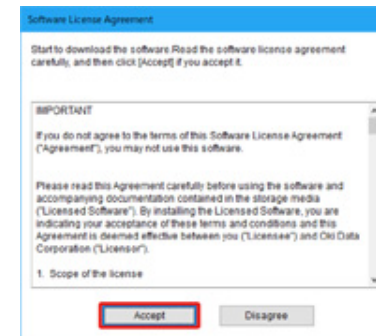 Software License Agreement
Start to download the software.Read the software license agreement
carefully, and then click [Accept] if you accept it.
IMPORTANT
If you do not agree to the terms of this Software License Agreement
("Agreement"), you may not use this software.
Please read this Agreement carefully before using the software and
accompanying documentation contained in the storage media
("Licensed Software"). By installing the Licensed Software, you are
indicating your acceptance of these terms and conditions and this
Agreement is deemed effective between you ("Licensee") and Oki Data
Corporation ("Licensor").
1. Scope of the license
Accept
Disagree